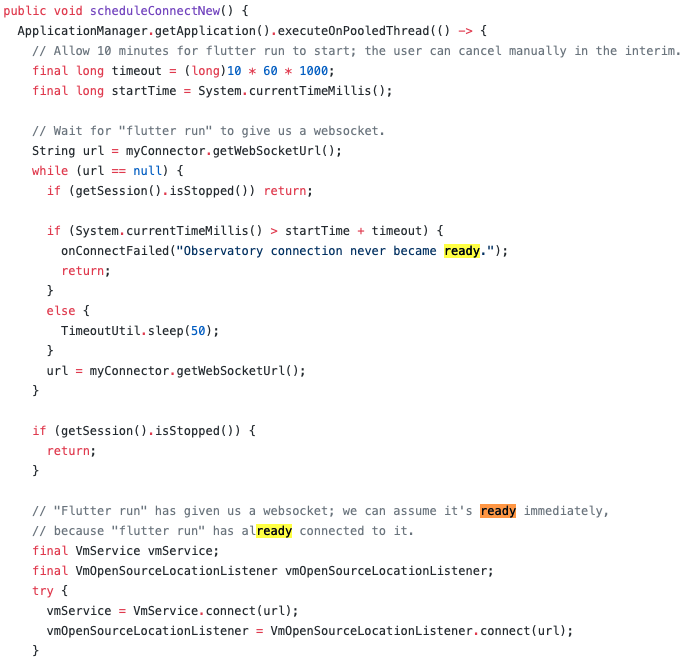 public void scheduleConnectNew() {
  ApplicationManager.getApplication().executeOnPooledThread(() -> {
    // Allow 10 minutes for flutter run to start; the user can cancel manually in the interim.
    final long timeout = (long)10 * 60 * 1000;
    final long startTime = System.currentTimeMillis();

    // Wait for "flutter run" to give us a websocket.
    String url = myConnector.getWebSocketUrl();
    while (url == null) {
      if (getSession().isStopped()) return;

      if (System.currentTimeMillis() > startTime + timeout) {
        onConnectFailed("Observatory connection never became ready.");
        return;
      }
      else {
        TimeoutUtil.sleep(50);
      }
      url = myConnector.getWebSocketUrl();
    }

    if (getSession().isStopped()) {
      return;
    }

    // "Flutter run" has given us a websocket; we can assume it's ready immediately,
    // because "flutter run" has already connected to it.
    final VmService vmService;
    final VmOpenSourceLocationListener vmOpenSourceLocationListener;
    try {
      vmService = VmService.connect(url);
      vmOpenSourceLocationListener = VmOpenSourceLocationListener.connect(url);
    }